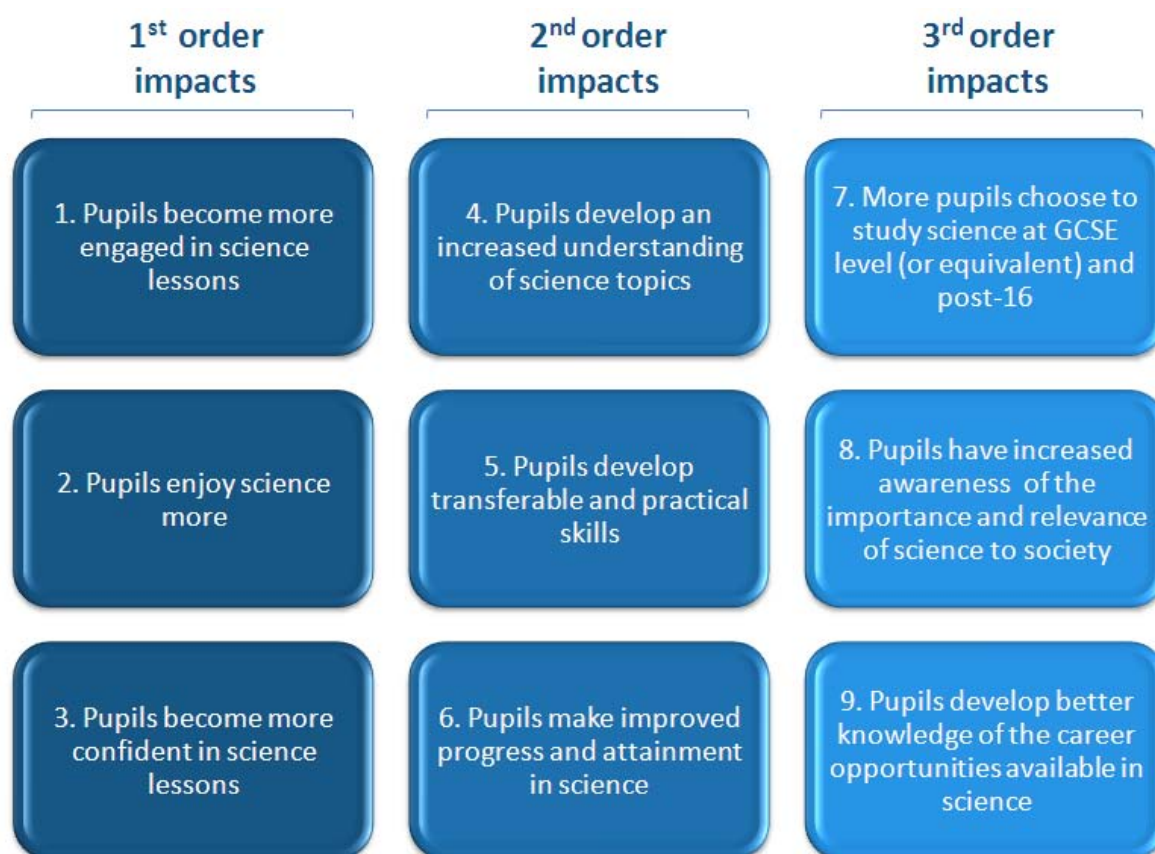 1st order
impacts
2nd order
impacts
3rd order
impacts
1. Pupils become more
engaged in science
lessons
4. Pupils develop an
increased understanding
of science topics
7. More pupils choose to
study science at GCSE
level (or equivalent) and
post-16
2. Pupils enjoy science
more
5. Pupils develop
transferable and practical
skills
8. Pupils have increased
awareness of the
importance and relevance
of science to society
3. Pupils become more
confident in science
lessons
6. Pupils make improved
progress and attainment
in science
9. Pupils develop better
knowledge of the career
opportunities available in
science